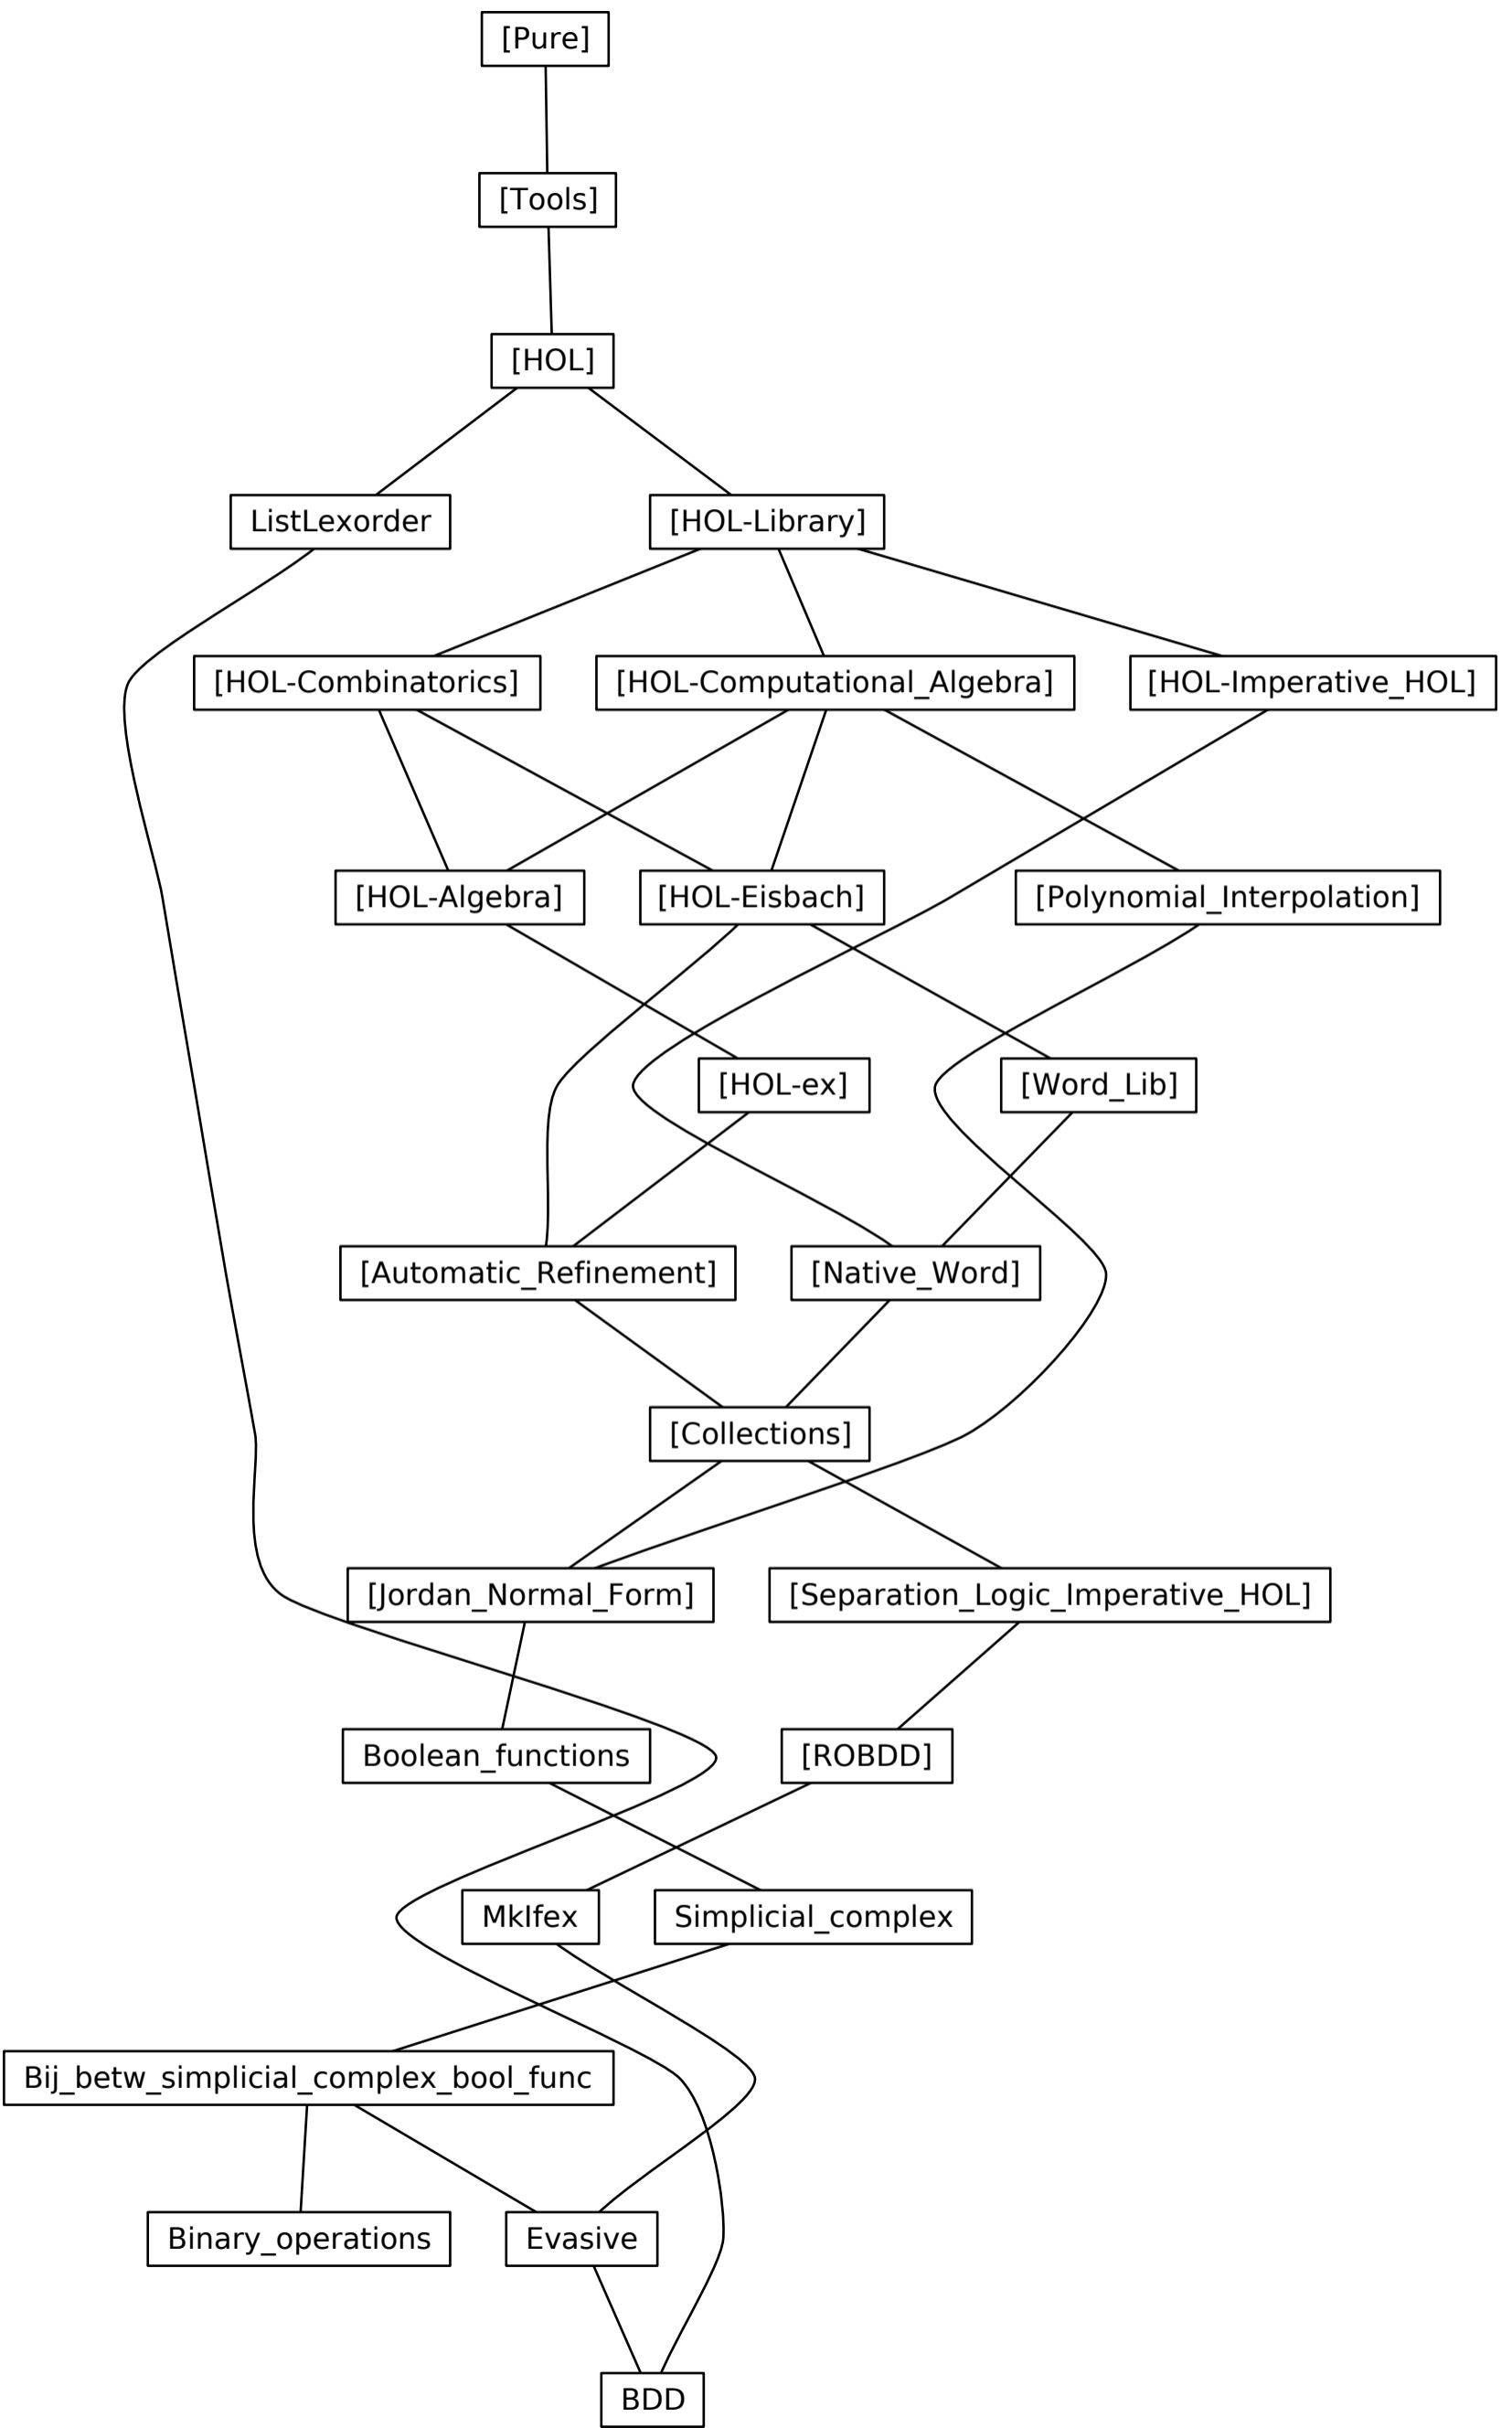 [Pure]
[Tools]
[HOL]
ListLexorder
[HOL-Library]
[HOL-Combinatorics]
[HOL-Computational_Algebra]
[HOL-Imperative_HOL]
[HOL-Algebra]
[HOL-Eisbach]
[Polynomial_Interpolation]
[HOL-ex]
[Word_Lib]
[Automatic_Refinement]
[Native_Word]
[Collections]
[Jordan_Normal_Form]
[Separation_Logic_Imperative_HOL]
Boolean_functions
[ROBDD]
MkIfex
Simplicial_complex
Bij_betw_simplicial_complex_bool_func
Binary_operations
Evasive
BDD